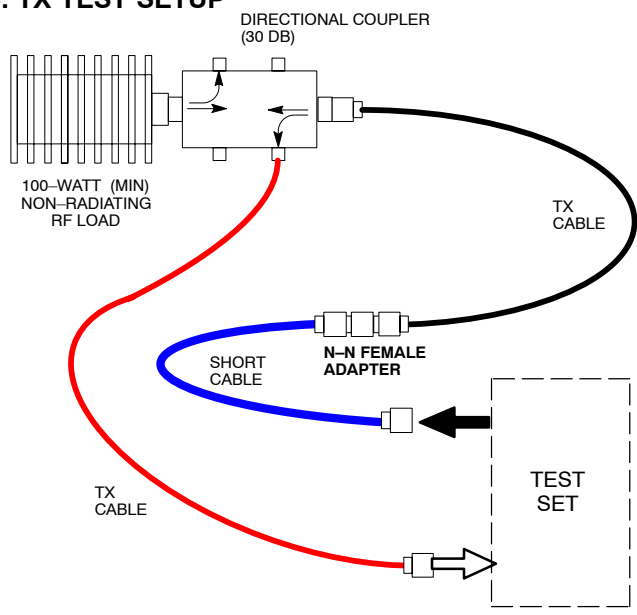 . TX TEST SETUP
DIRECTIONAL COUPLER
(30 DB)
100–WATT (MIN)
NON–RADIATING
RF LOAD
TX
CABLE
SHORT
CABLE
N–N FEMALE
ADAPTER
TEST
SET
TX
CABLE